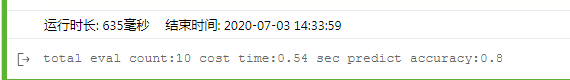 运行时长: 635毫秒 结束时间: 2020-07-03 14:33:59
total eval count:10 cost time:0.54 sec predict accuracy:0.8